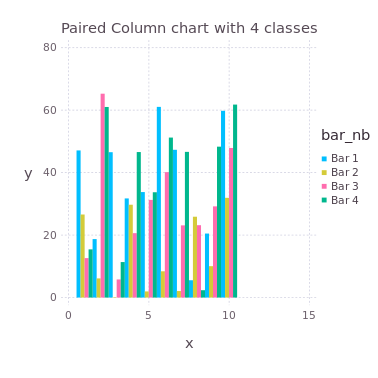 Paired Column chart with 4 classes
80
60
40
20
0
y
0 5 10 15
x
bar_nb
Bar 1
Bar 2
Bar 3
Bar 4